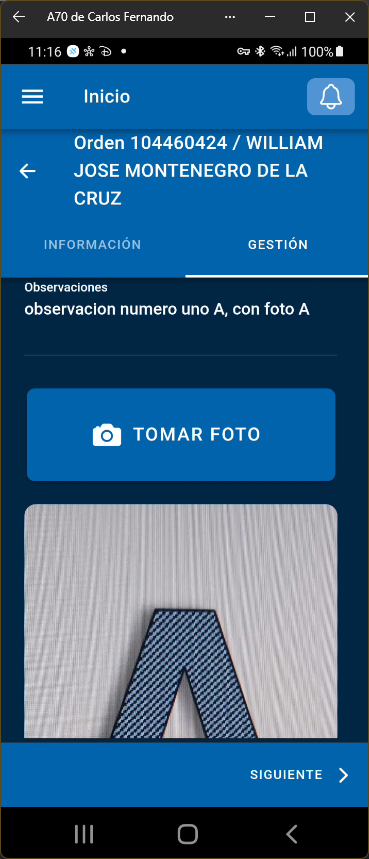 A70 de Carlos Fernando
11:16
100%
Inicio
Orden 104460424 / WILLIAM
JOSE MONTENEGRO DE LA
CRUZ
INFORMACIÓN
GESTIÓN
Observaciones
observacion numero uno A, con foto A
TOMAR FOTO
A
SIGUIENTE